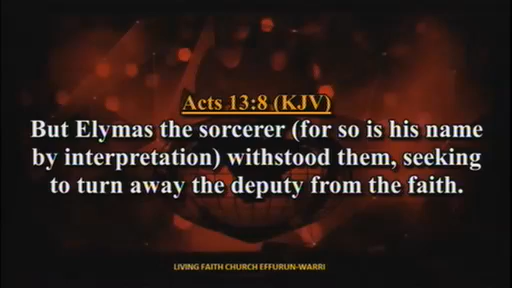 Acts 13:8 (KJV)
But Elymas the sorcerer (for so is his name
by interpretation) withstood them, seeking
to turn away the deputy from the faith.
LIVING FAITH CHURCH EFFURUN-WARRI